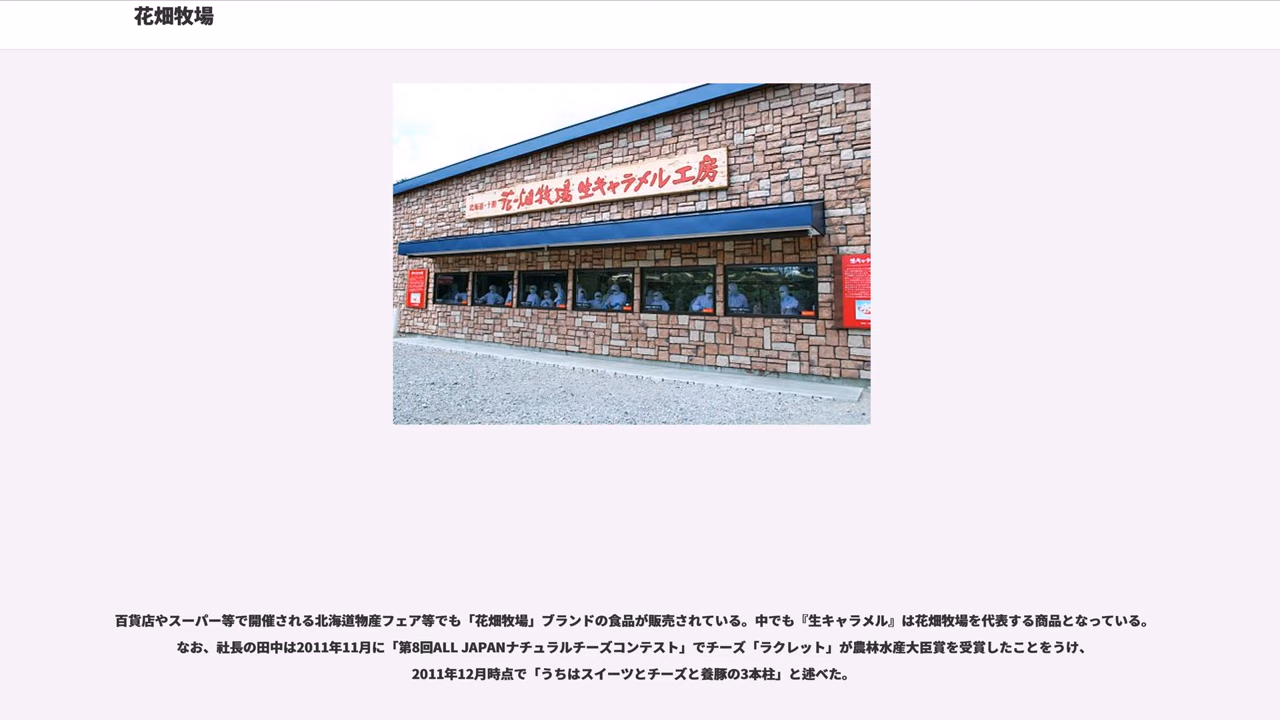 花畑牧場
北海道・十勝 花畑牧場 生キャラメル工房
百貨店やスーパー等で開催される北海道物産フェア等でも「花畑牧場」ブランドの食品が販売されている。中でも『生キャラメル』は花畑牧場を代表する商品となっている。
なお、社長の田中は2011年11月に「第8回ALL JAPANナチュラルチーズコンテスト」でチーズ「ラクレット」が農林水産大臣賞を受賞したことをうけ、
2011年12月時点で「うちはスイーツとチーズと養豚の3本柱」と述べた。